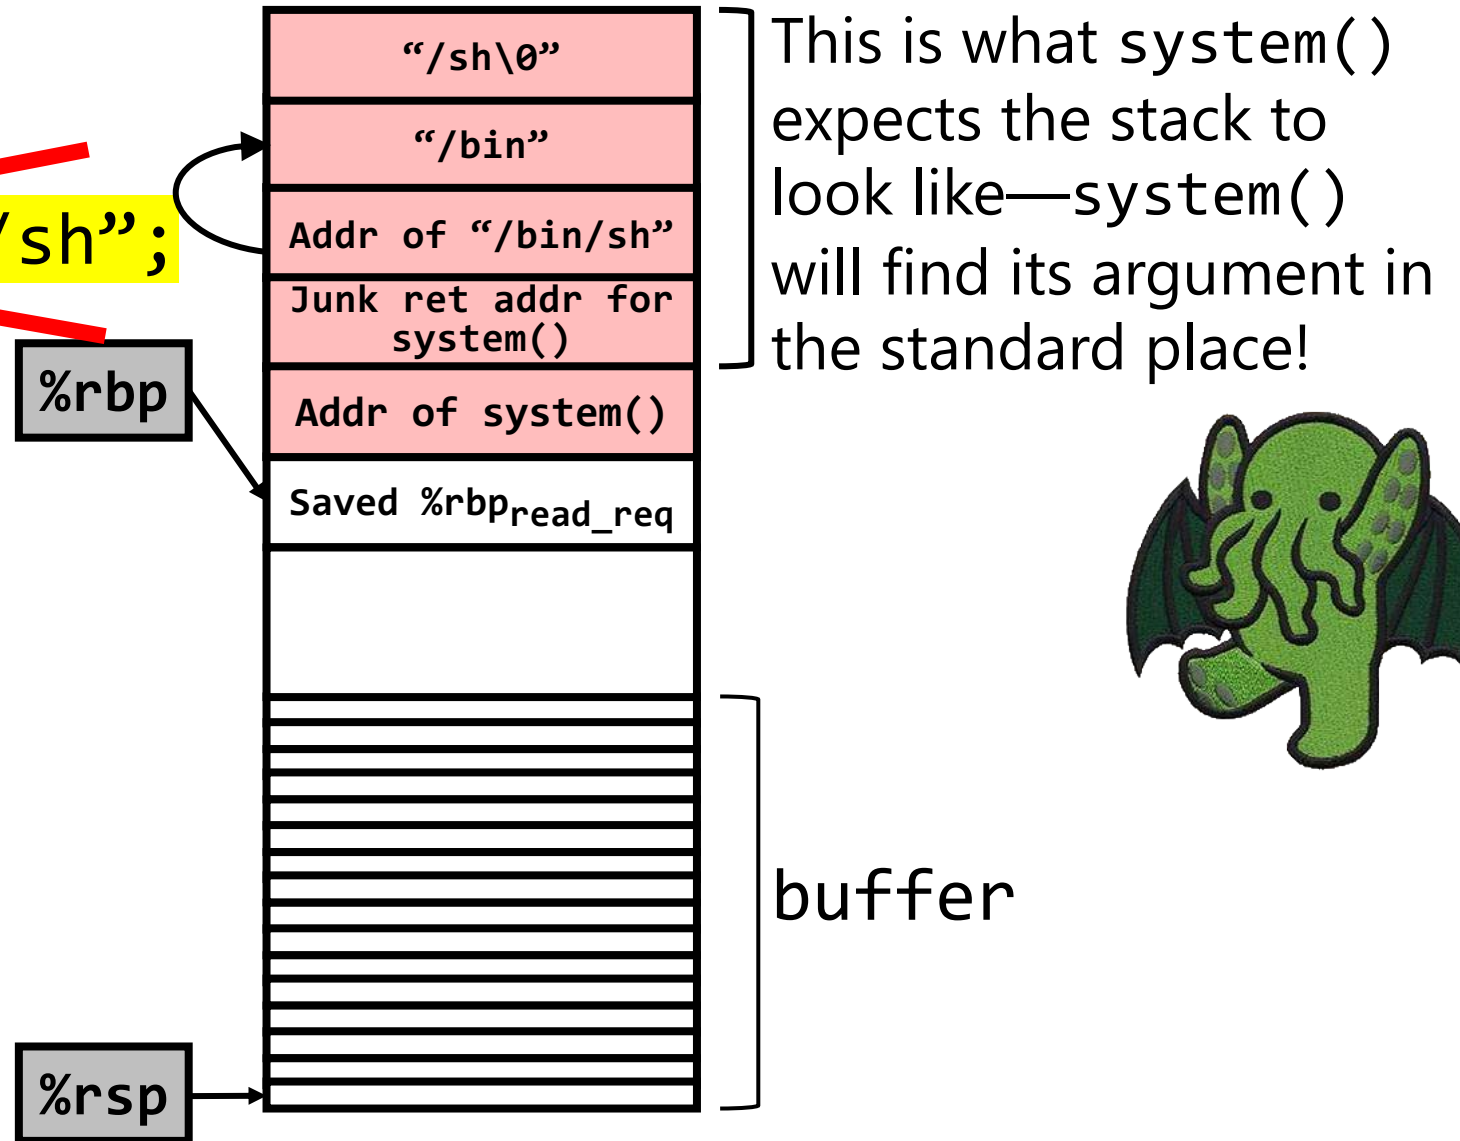 “/sh\0”
“/bin”
Addr of “/bin/sh”
Junk ret addr for
system()
Addr of system()
Saved %rbpread_req
/sh”;
%rbp
%rsp
This is what system()
expects the stack to
look like—system()
will find its argument in
the standard place!
buffer